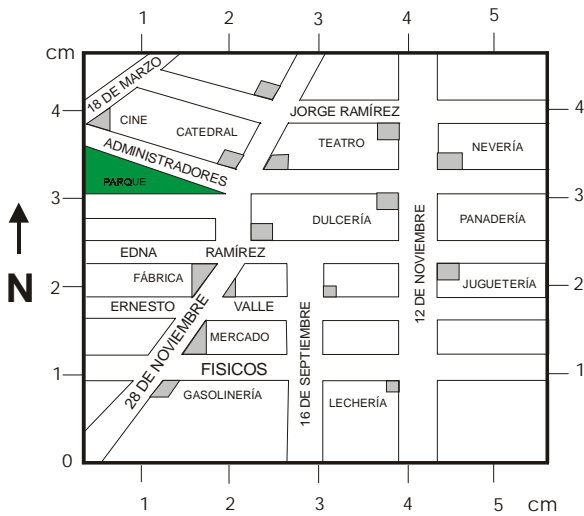 1 2 3 4 5
cm
18 DE MARZO
4 4
CINE
JORGE RAMÍREZ
CATEDRAL
TEATRO
NEVERÍA
ADMINISTRADORES
PARQUE
3 3
DULCERÍA
PANADERÍA
12 DE NOVIEMBRE
EDNA RAMÍREZ
N
FÁBRICA
2 2
JUGUETERÍA
ERNESTO VALLE
28 DE NOVIEMBRE
16 DE SEPTIEMBRE
MERCADO
FISICOS
1 1
GASOLINERÍA
LECHERÍA
0
1 2 3 4 5 cm